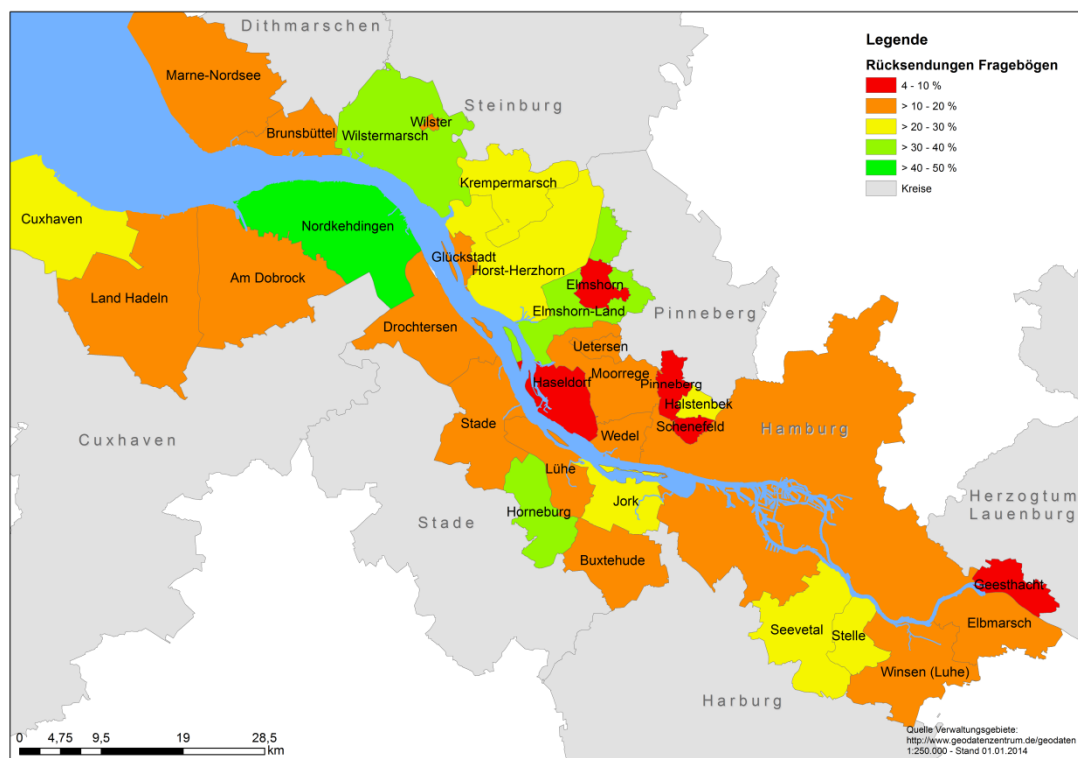 Dithmarschen
Marne-Nordsee
Steinburg
Brunsbüttel
Wilstermarsch
Wilster
Krempermarsch
Cuxhaven
Nordkehdingen
Glückstadt
Horst-Herzhorn
Am Dobrock
Land Hadeln
Elmshorn
Elmshorn-Land
Pinneberg
Drochtersen
Uetersen
Moorrege
Haseldorf
Pinneberg
Halstenbek
Schenefeld
Hamburg
Stade
Wedel
Cuxhaven
Lühe
Jork
Horneburg
Stade
Buxtehude
Herzogtum
Lauenburg
Geesthacht
Elbmarsch
Seevetal
Stelle
Winsen (Luhe)
Harburg
Legende
Rücksendungen Fragebögen
4 - 10 %
> 10 - 20 %
> 20 - 30 %
> 30 - 40 %
> 40 - 50 %
Kreise
0 4,75 9,5 19 28,5
km
Quelle Verwaltungsgebiete:
http://www.geodatenzentrum.de/geodaten
1:250.000 - Stand 01.01.2014